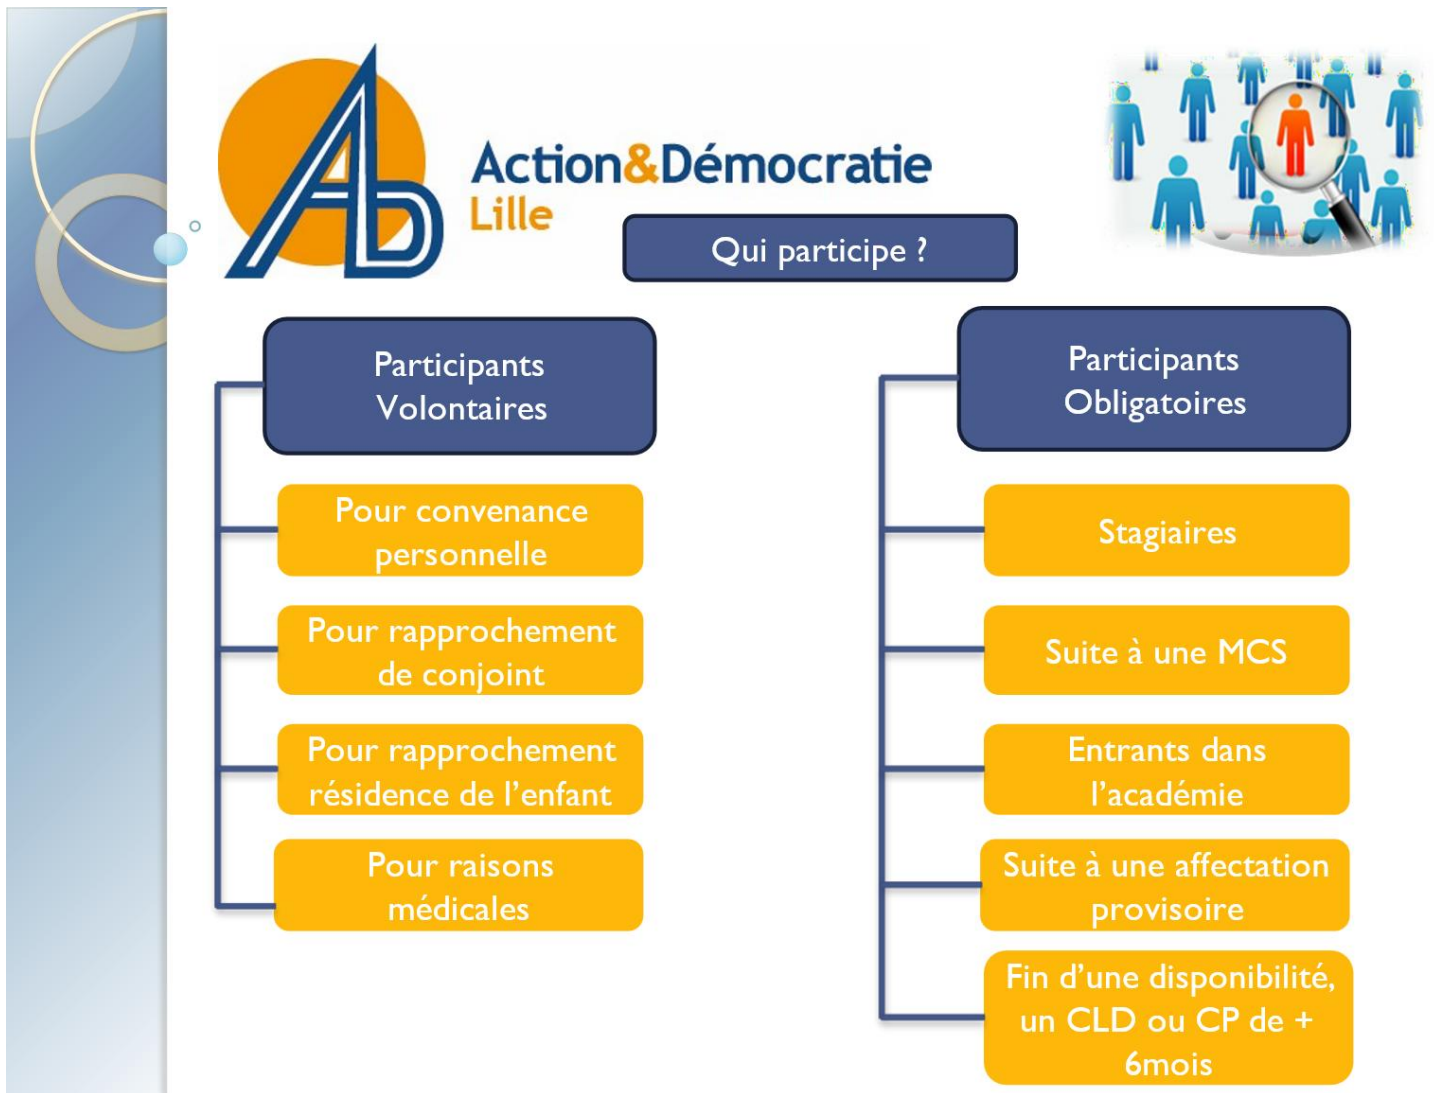 Action&Démocratie
Lille
Qui participe ?
Participants
Volontaires
Pour convenance
personnelle
Pour rapprochement
de conjoint
Pour rapprochement
résidence de l’enfant
Pour raisons
médicales
Participants
Obligatoires
Stagiaires
Suite à une MCS
Entrants dans
l’académie
Suite à une affectation
provisoire
Fin d’une disponibilité,
un CLD ou CP de +
6mois